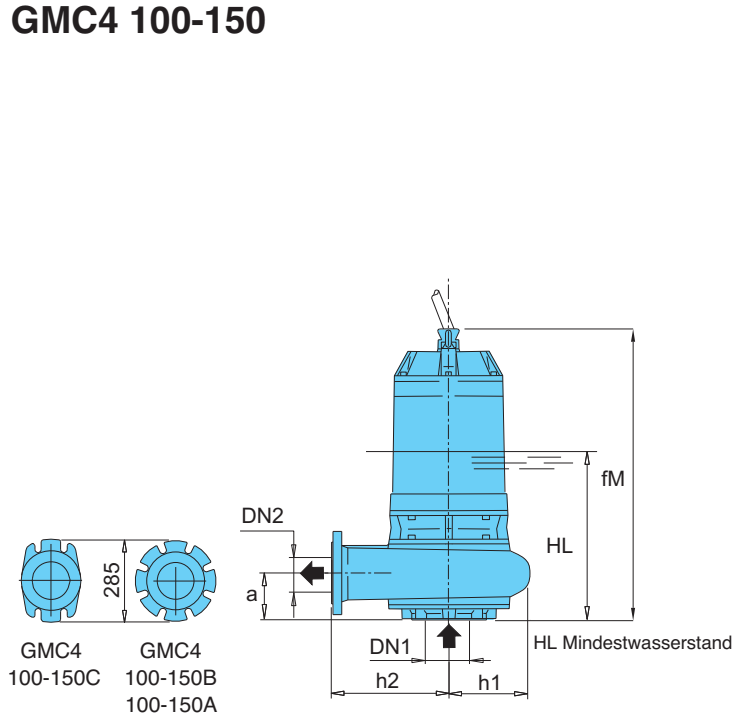 GMC4 100-150
fM
DN2
HL
285
a
DN1
HL Mindestwasserstand
GMC4
100-150C
GMC4
100-150B
100-150A
h2
h1